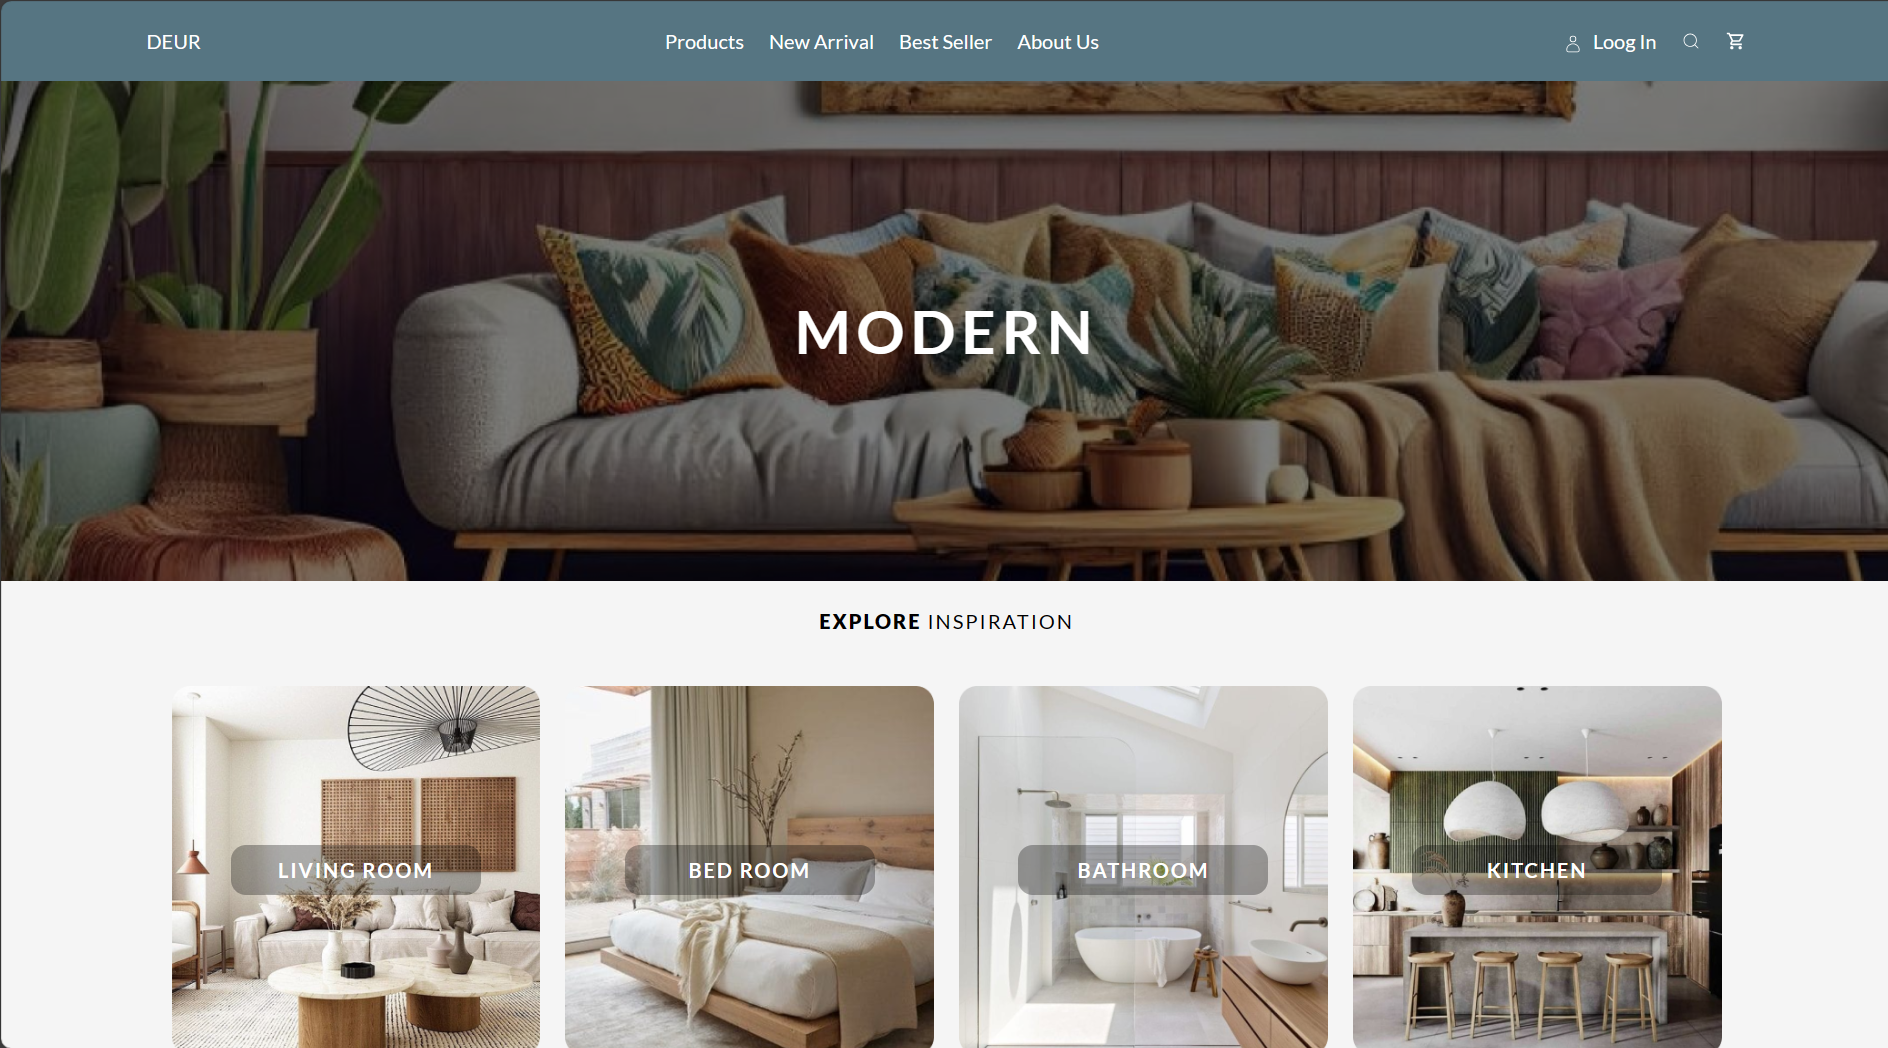 DEUR
Products New Arrival Best Seller About Us
Loog In
MODERN
EXPLORE INSPIRATION
LIVING ROOM
BED ROOM
BATHROOM
KITCHEN